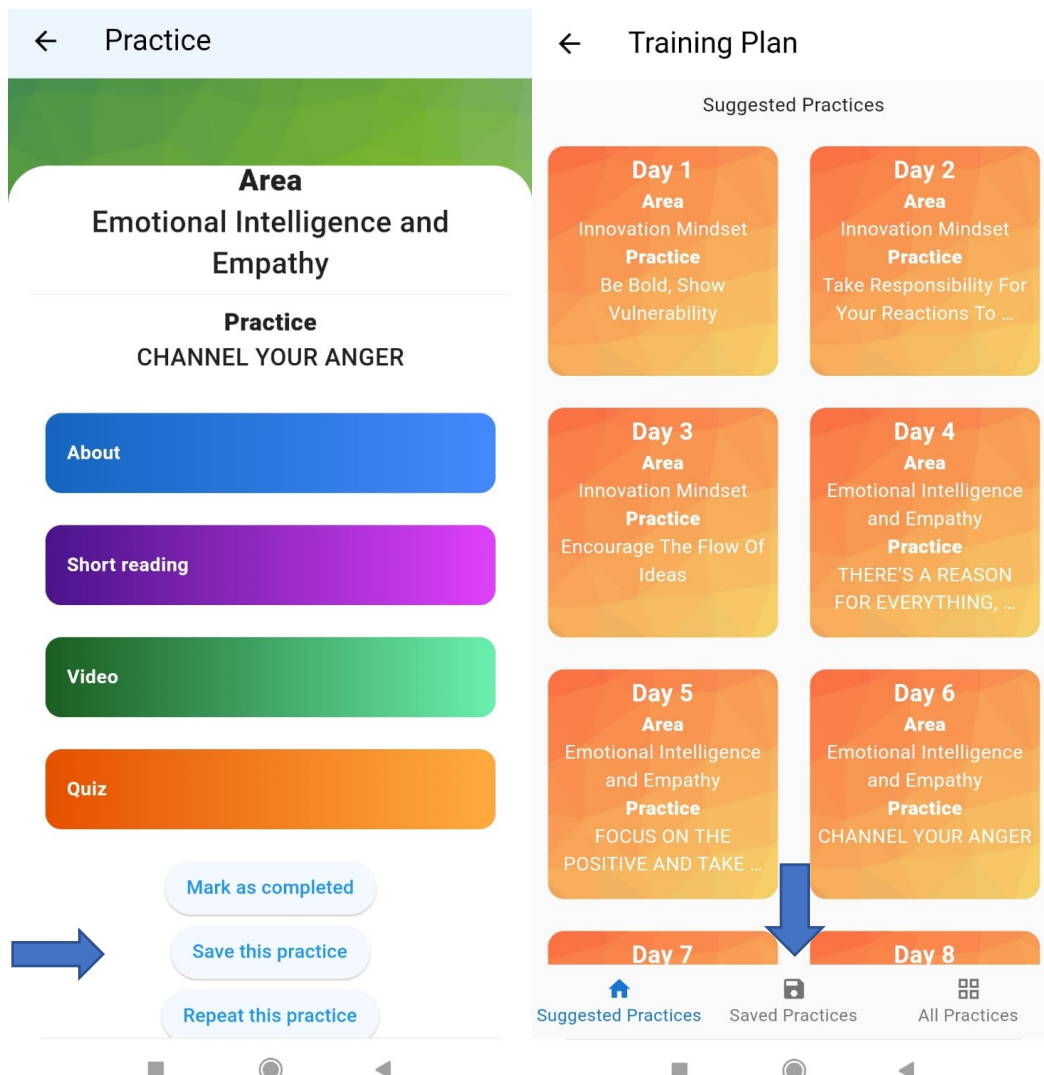 Practice
Area
Emotional Intelligence and
Empathy
Practice
CHANNEL YOUR ANGER
About
Short reading
Video
Quiz
Mark as completed
Save this practice
Repeat this practice
Training Plan
Suggested Practices
Day 1
Area
Innovation Mindset
Practice
Be Bold, Show
Vulnerability
Day 2
Area
Innovation Mindset
Practice
Take Responsibility For
Your Reactions To ...
Day 3
Area
Innovation Mindset
Practice
Encourage The Flow Of
Ideas
Day 4
Area
Emotional Intelligence
and Empathy
Practice
THERE'S A REASON
FOR EVERYTHING, ...
Day 5
Area
Emotional Intelligence
and Empathy
Practice
FOCUS ON THE
POSITIVE AND TAKE ...
Day 6
Area
Emotional Intelligence
and Empathy
Practice
CHANNEL YOUR ANGER
Day 7
Day 8
Suggested Practices
Saved Practices
All Practices